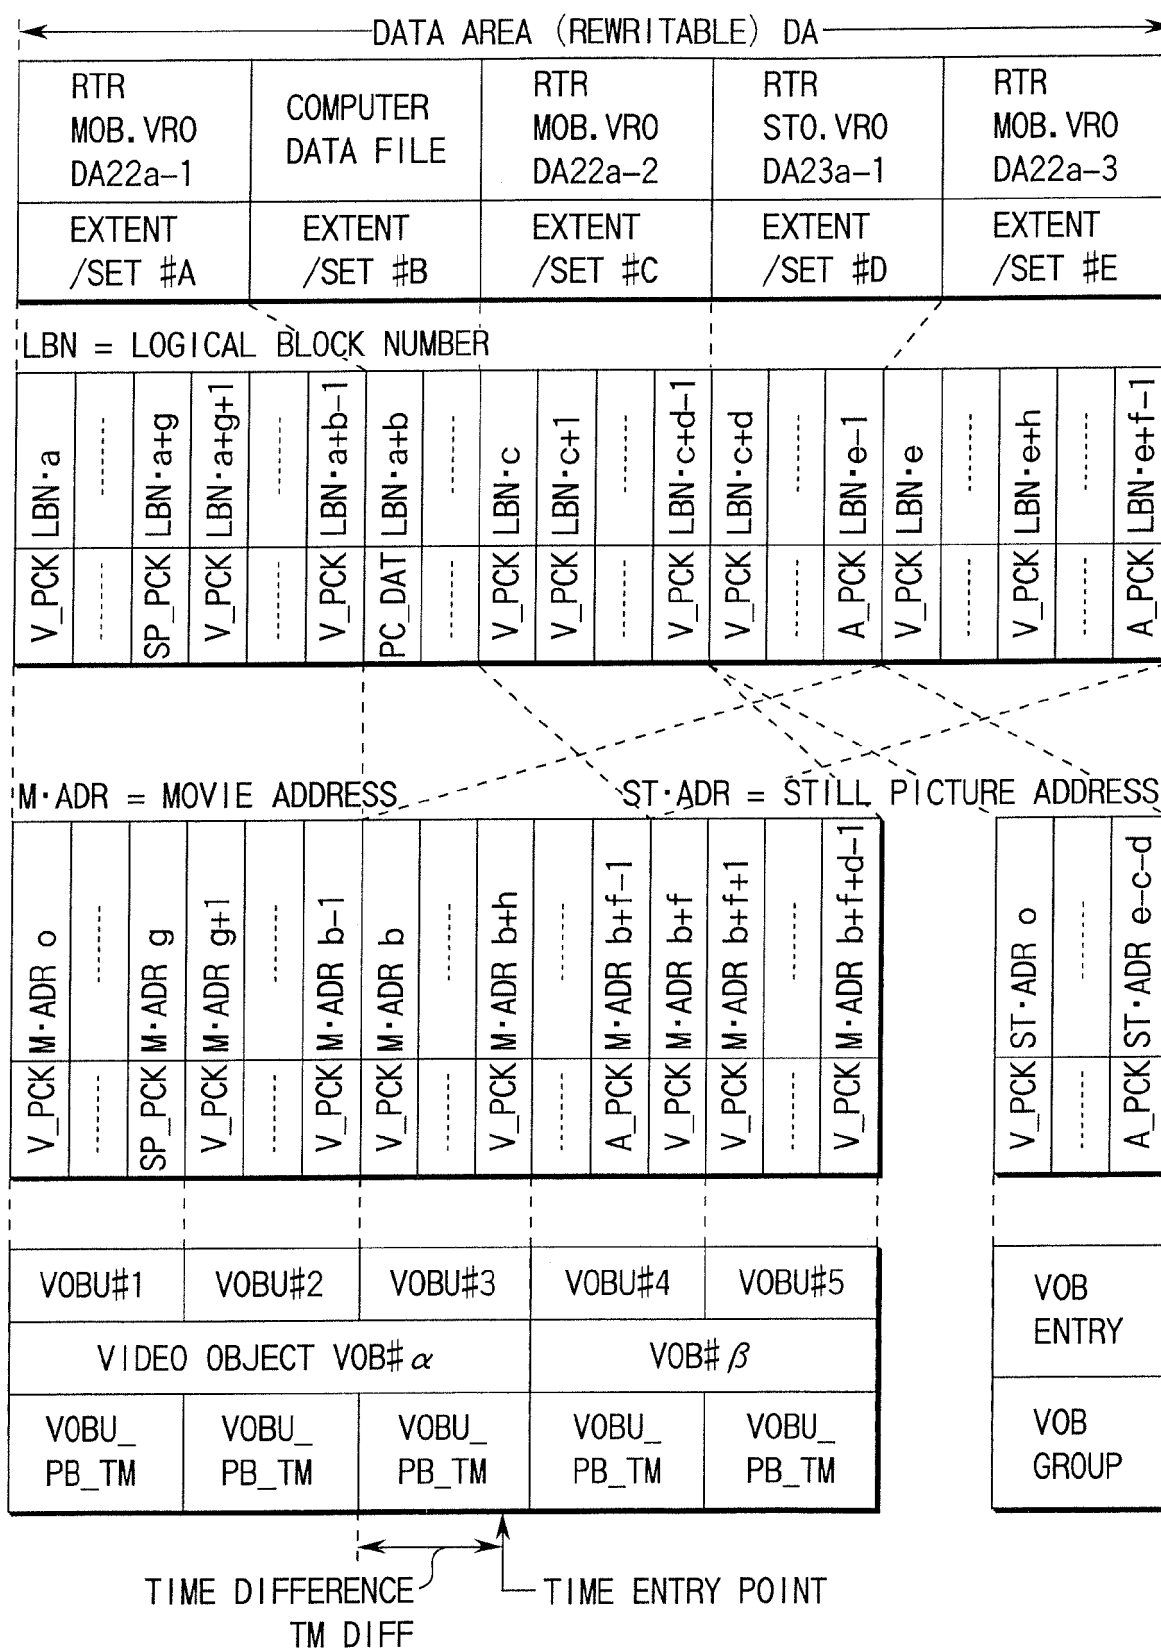 DATA AREA (REWRITABLE) DA
RTR
MOB.VRO
DA22a-1
COMPUTER
DATA FILE
RTR
MOB.VRO
DA22a-2
RTR
STO.VRO
DA23a-1
RTR
MOB.VRO
DA22a-3
EXTENT
/SET #A
EXTENT
/SET #B
EXTENT
/SET #C
EXTENT
/SET #D
EXTENT
/SET #E
LBN = LOGICAL BLOCK NUMBER
LBN·a
LBN·a+g
LBN·a+g+1
LBN·a+b-1
LBN·a+b
LBN·c
LBN·c+1
LBN·c+d-1
LBN·c+d
LBN·e-1
LBN·e
LBN·e+h
LBN·e+f-1
V_PCK
SP_PCK
V_PCK
V_PCK
PC_DAT
V_PCK
V_PCK
V_PCK
V_PCK
A_PCK
V_PCK
V_PCK
A_PCK
M·ADR = MOVIE ADDRESS
ST·ADR = STILL PICTURE ADDRESS
M·ADR o
M·ADR g
M·ADR g+1
M·ADR b-1
M·ADR b
M·ADR b+h
M·ADR b+f-1
M·ADR b+f
M·ADR b+f+1
M·ADR b+f+d-1
ST·ADR o
ST·ADR e-c-d
V_PCK
SP_PCK
V_PCK
V_PCK
V_PCK
V_PCK
A_PCK
V_PCK
V_PCK
V_PCK
V_PCK
A_PCK
VOBU#1
VOBU#2
VOBU#3
VOBU#4
VOBU#5
VOB
ENTRY
VIDEO OBJECT VOB#α
VOB#β
VOBU_
PB_TM
VOBU_
PB_TM
VOBU_
PB_TM
VOBU_
PB_TM
VOBU_
PB_TM
VOB
GROUP
TIME DIFFERENCE
TM DIFF
TIME ENTRY POINT